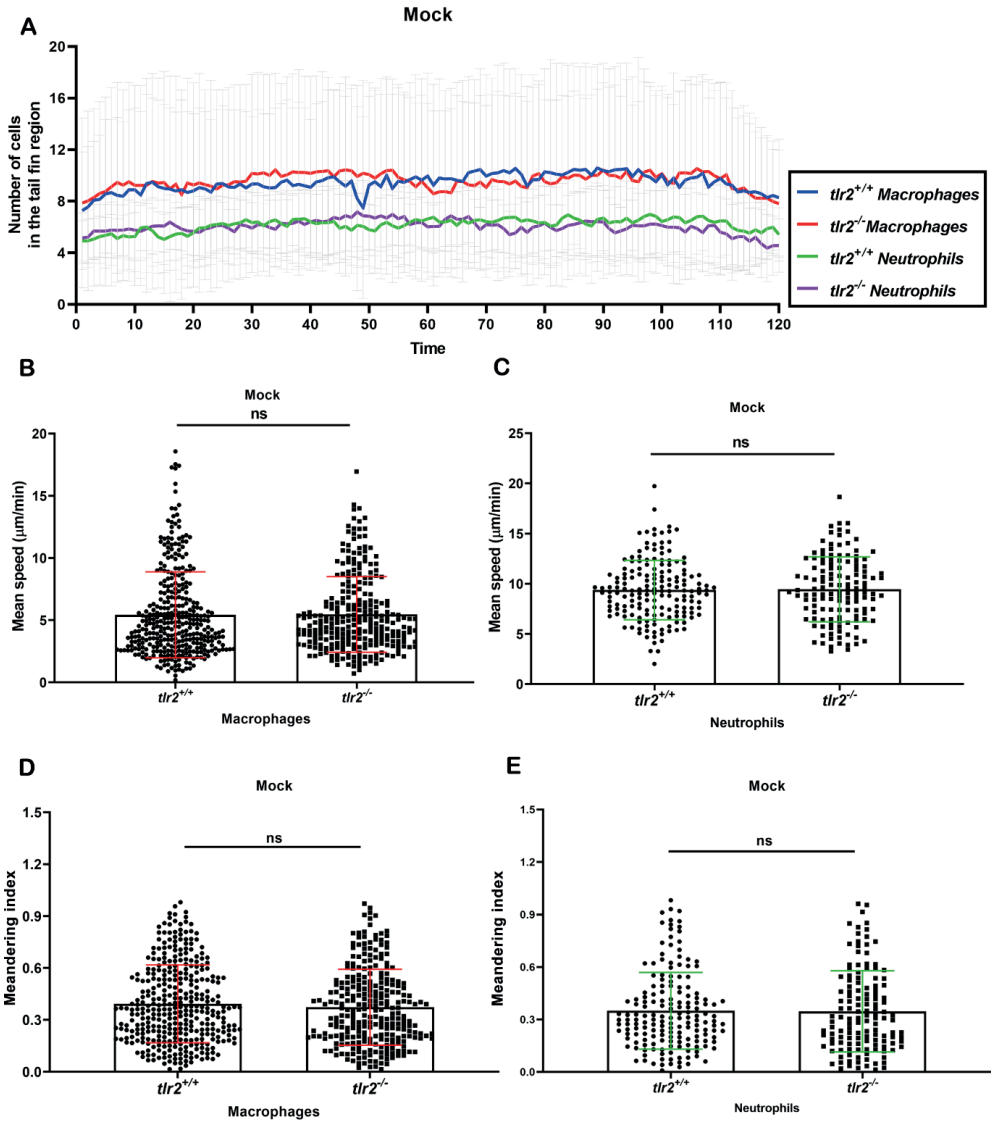 Mock
A
Number of cells
in the tail fin region
20
16
12
8
4
0
0 10 20 30 40 50 60 70 80 90 100 110 120
Time
tlr2+/+ Macrophages
tlr2-/- Macrophages
tlr2+/+ Neutrophils
tlr2-/- Neutrophils
B
Mock
ns
Mean speed (μm/min)
20
15
10
5
0
tlr2+/+ tlr2-/-
Macrophages
C
Mock
ns
Mean speed (μm/min)
25
20
15
10
5
0
tlr2+/+ tlr2-/-
Neutrophils
D
Mock
ns
Meandering index
1.5
1.2
0.9
0.6
0.3
0.0
tlr2+/+ tlr2-/-
Macrophages
E
Mock
ns
Meandering index
1.5
1.2
0.9
0.6
0.3
0.0
tlr2+/+ tlr2-/-
Neutrophils